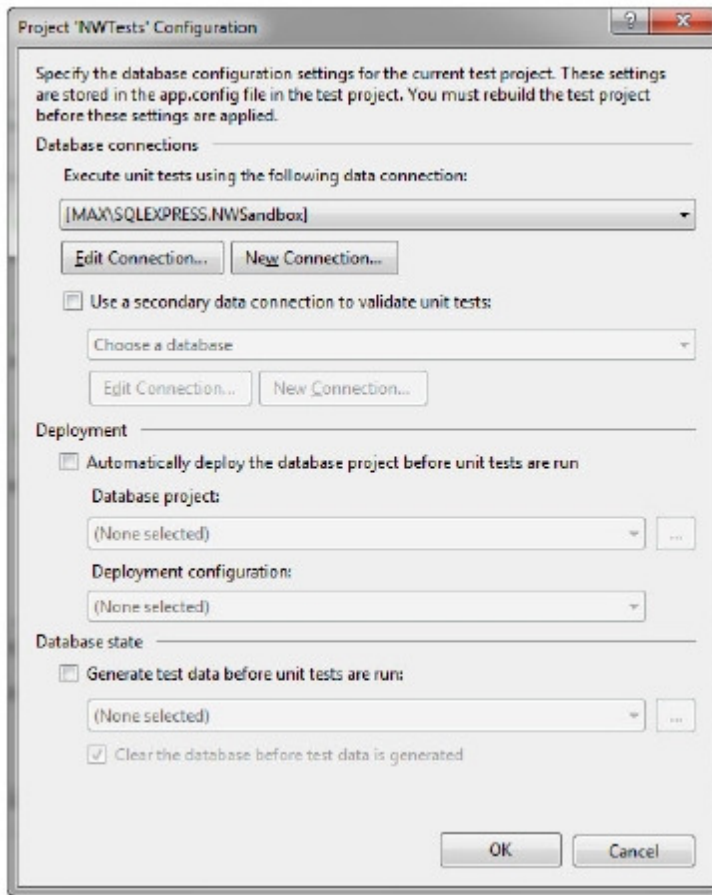 Project 'NWTests' Configuration
Specify the database configuration settings for the current test project. These settings
are stored in the app.config file in the test project. You must rebuild the test project
before these settings are applied.
Database connections
Execute unit tests using the following data connection:
[MAX\SQLEXPRESS.NWSandbox]
Edit Connection... New Connection...
Use a secondary data connection to validate unit tests:
Choose a database
Edit Connection... New Connection...
Deployment
Automatically deploy the database project before unit tests are run
Database project:
(None selected) ...
Deployment configuration:
(None selected)
Database state
Generate test data before unit tests are run:
(None selected) ...
Clear the database before test data is generated
OK Cancel